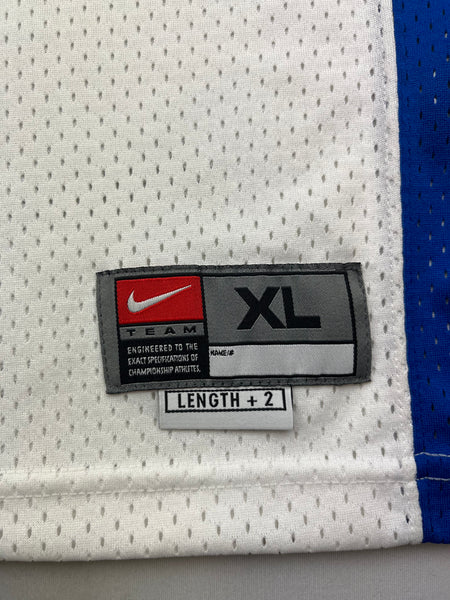 TEAM
ENGINEERED TO THE
EXACT SPECIFICATIONS OF
CHAMPIONSHIP ATHLETES.
XL
NAME/#
LENGTH + 2